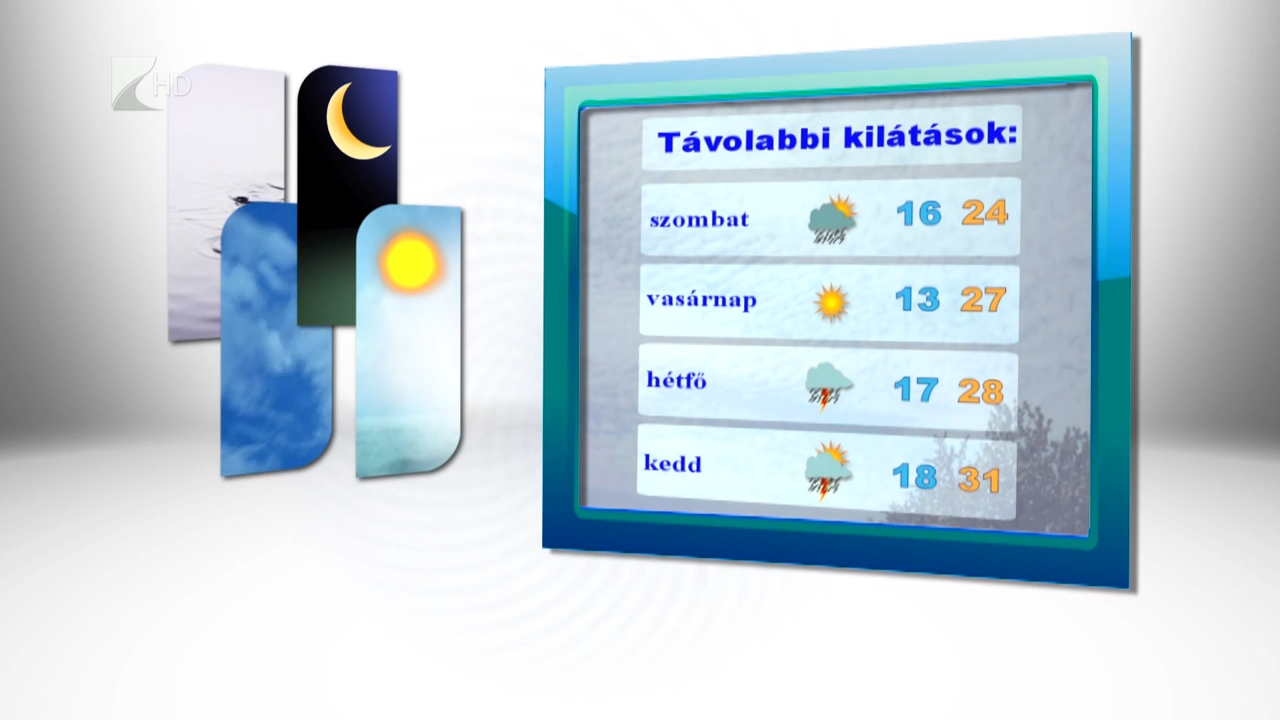 HD
Távolabbi kilátások:
szombat 16 24
vasárnap 13 27
hétfő 17 28
kedd 18 31